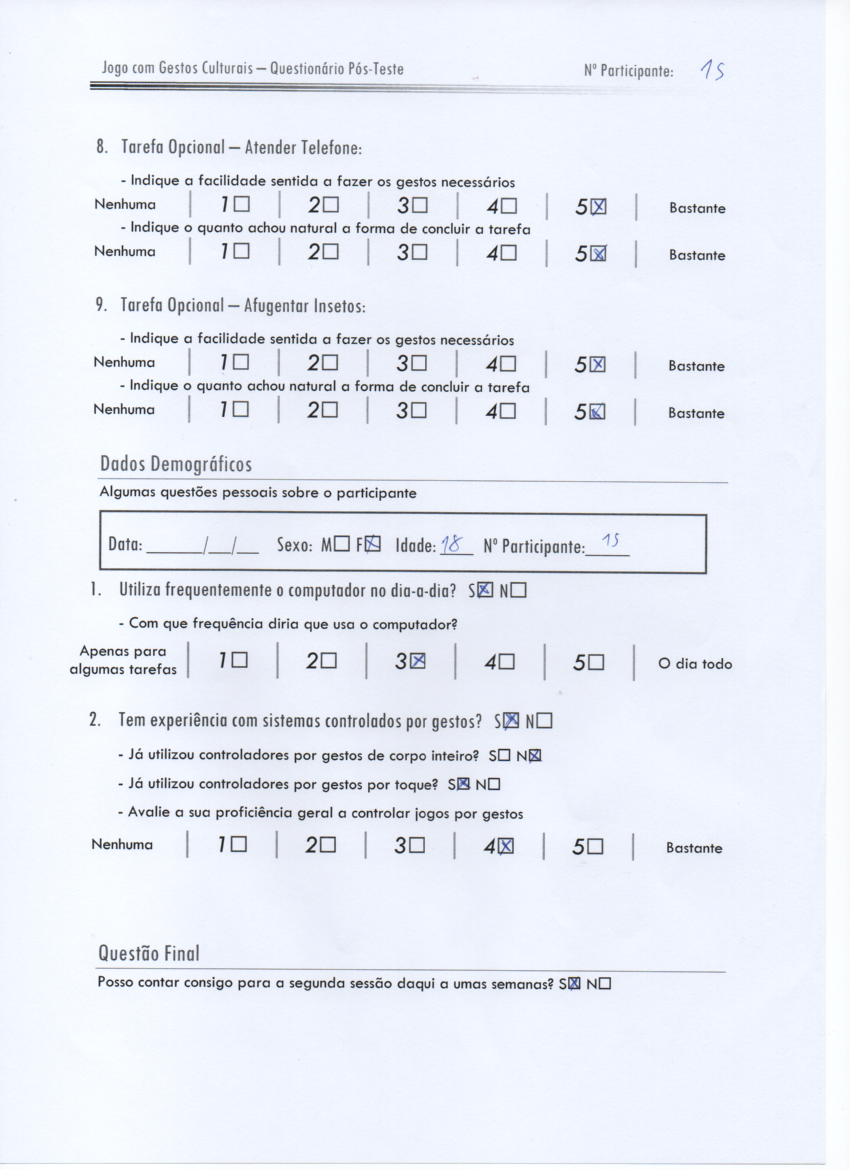 Jogo com Gestos Culturais – Questionário Pós-Teste Nº Participante: 15
8. Tarefa Opcional – Atender Telefone:
- Indique a facilidade sentida a fazer os gestos necessários
Nenhuma | 1☐ | 2☐ | 3☐ | 4☐ | 5☒ | Bastante
- Indique o quanto achou natural a forma de concluir a tarefa
Nenhuma | 1☐ | 2☐ | 3☐ | 4☐ | 5☒ | Bastante
9. Tarefa Opcional – Afugentar Insetos:
- Indique a facilidade sentida a fazer os gestos necessários
Nenhuma | 1☐ | 2☐ | 3☐ | 4☐ | 5☒ | Bastante
- Indique o quanto achou natural a forma de concluir a tarefa
Nenhuma | 1☐ | 2☐ | 3☐ | 4☐ | 5☒ | Bastante
Dados Demográficos
Algumas questões pessoais sobre o participante
Data: ______/__/__ Sexo: M☐ F☒ Idade: 18 Nº Participante: 15
1. Utiliza frequentemente o computador no dia-a-dia? S☒ N☐
- Com que frequência diria que usa o computador?
Apenas para
algumas tarefas | 1☐ | 2☐ | 3☒ | 4☐ | 5☐ | O dia todo
2. Tem experiência com sistemas controlados por gestos? S☒ N☐
- Já utilizou controladores por gestos de corpo inteiro? S☐ N☒
- Já utilizou controladores por gestos por toque? S☒ N☐
- Avalie a sua proficiência geral a controlar jogos por gestos
Nenhuma | 1☐ | 2☐ | 3☐ | 4☒ | 5☐ | Bastante
Questão Final
Posso contar consigo para a segunda sessão daqui a umas semanas? S☒ N☐